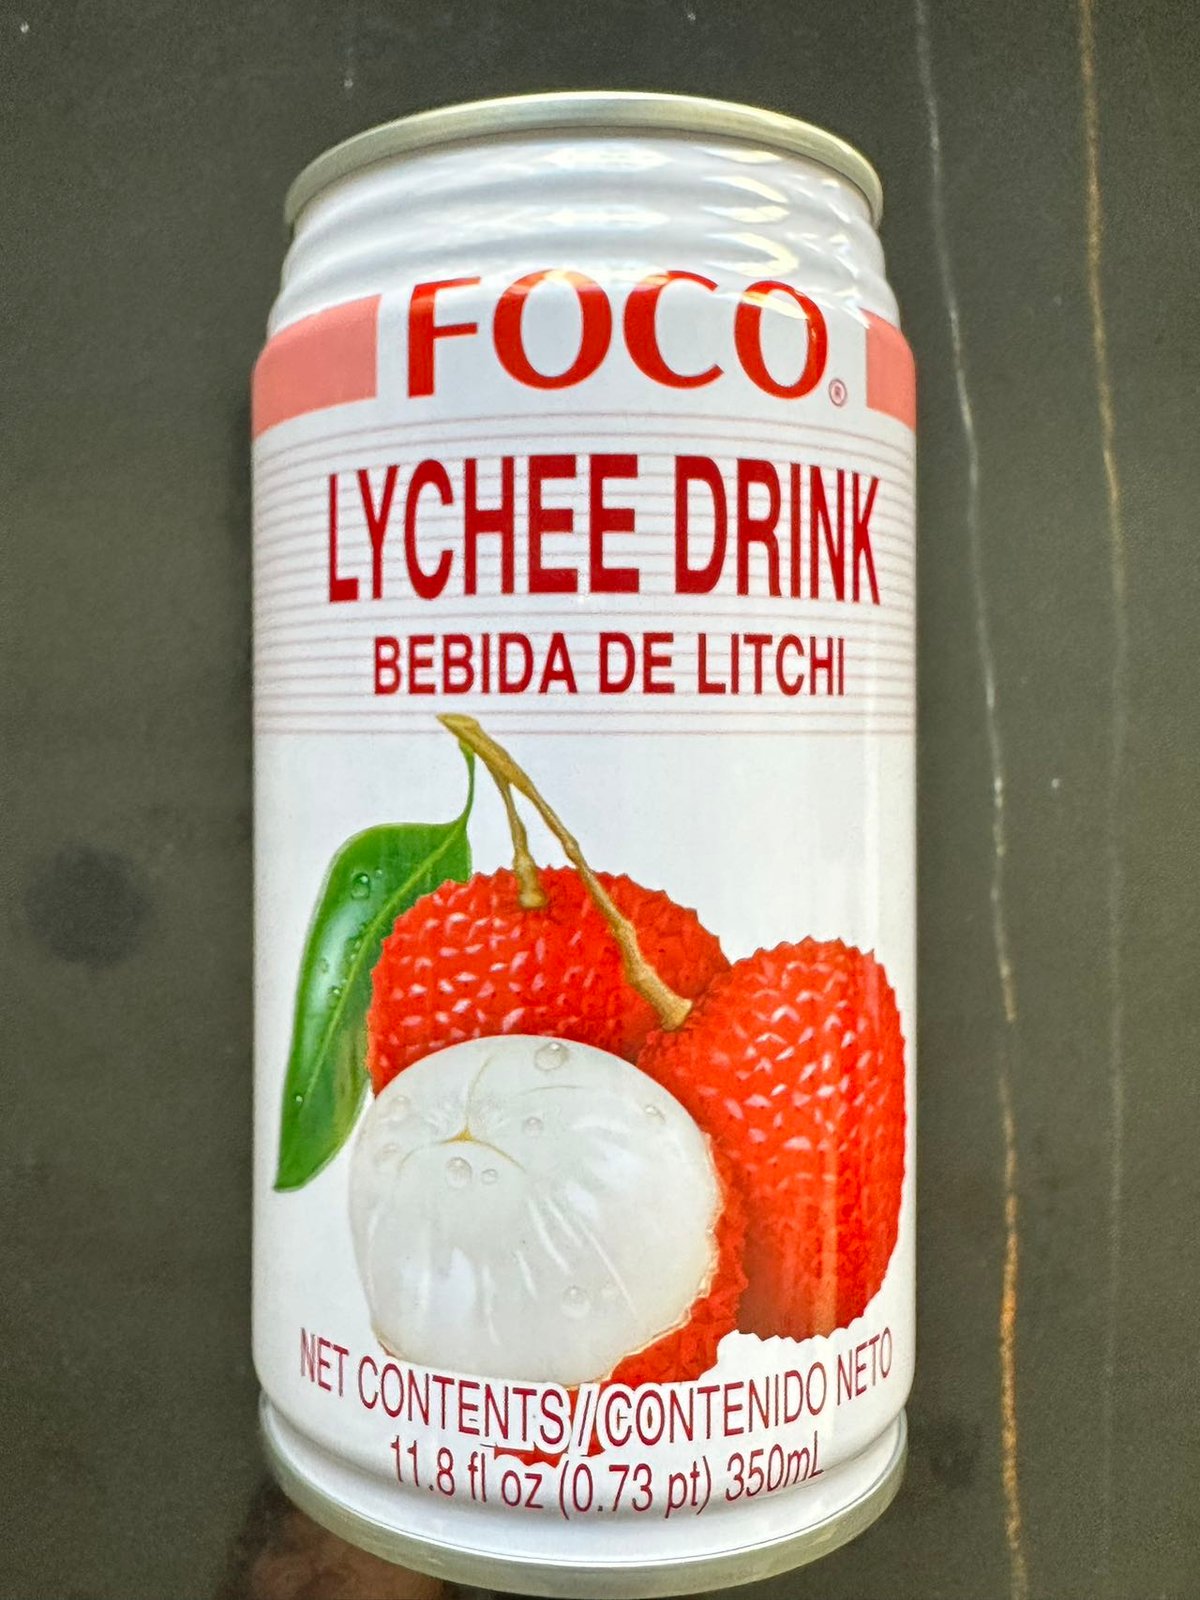 FOCO®
LYCHEE DRINK
BEBIDA DE LITCHI
NET CONTENTS / CONTENIDO NETO
11.8 fl oz (0.73 pt) 350mL